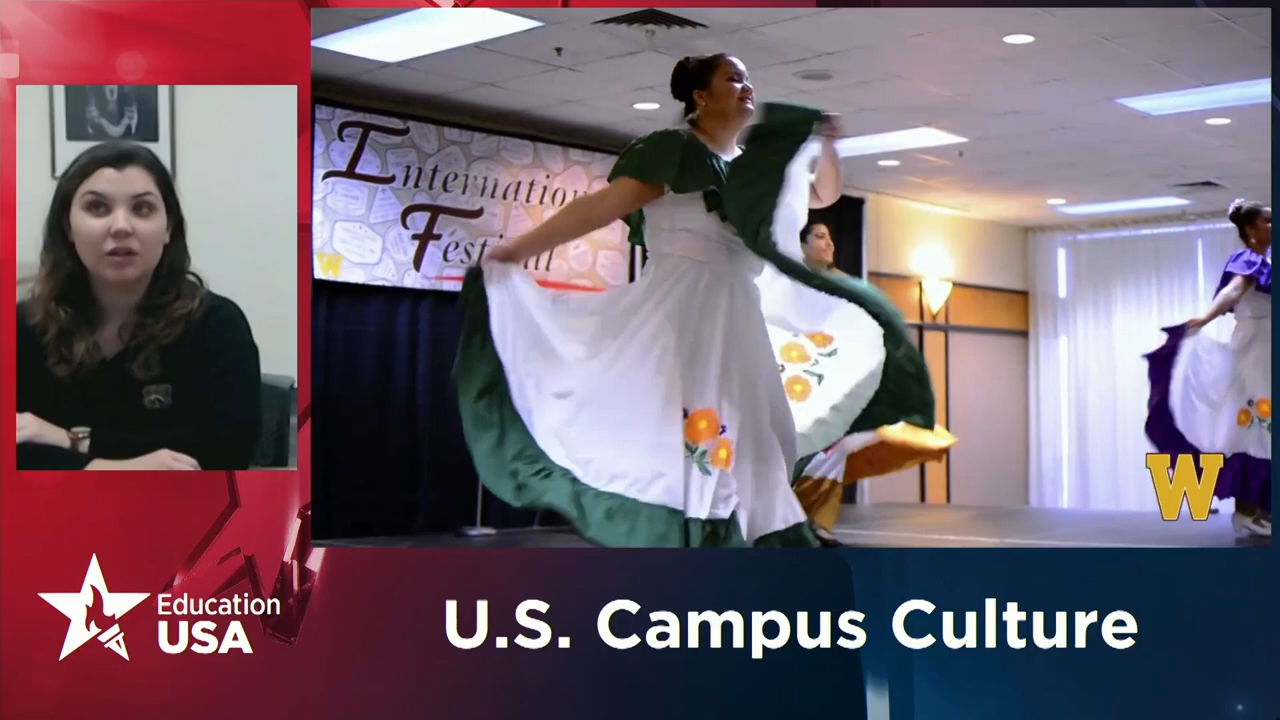 Internation
Festival
W
W
Education
USA
U.S. Campus Culture